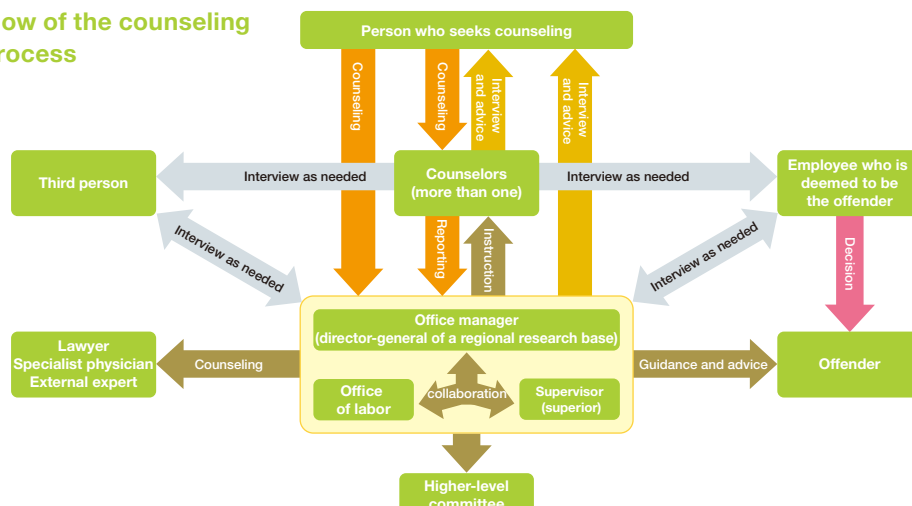 ow of the counseling
rocess
Person who seeks counseling
Counseling
Counseling
Interview
and advice
Interview
and advice
Third person
Interview as needed
Counselors
(more than one)
Interview as needed
Employee who is
deemed to be
the offender
Interview as needed
Reporting
Instruction
Interview as needed
Decision
Office manager
(director-general of a regional research base)
Lawyer
Specialist physician
External expert
Counseling
Office
of labor
collaboration
Supervisor
(superior)
Guidance and advice
Offender
Higher-level
committee